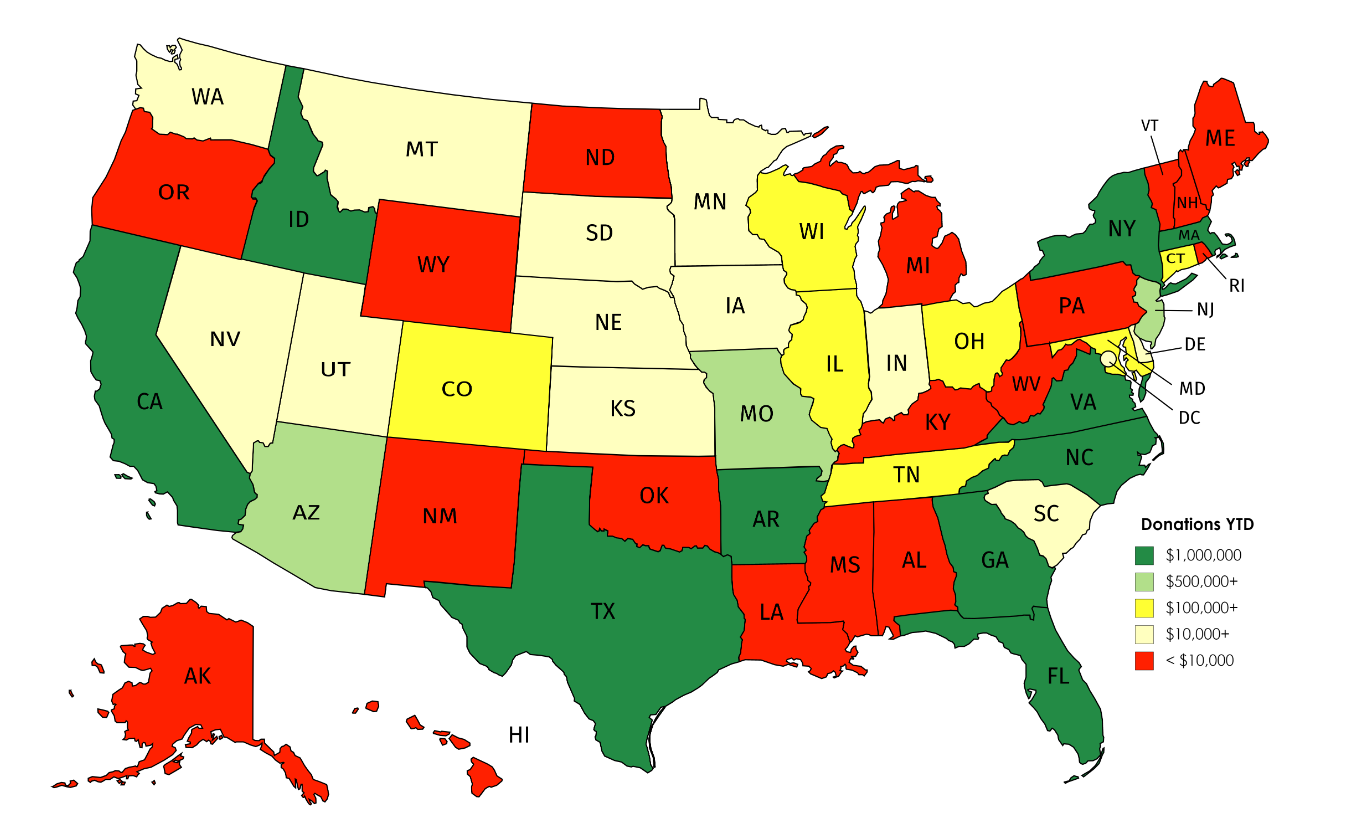 WA
MT
ND
MN
OR
ID
SD
WI
WY
NV
UT
NE
IA
MI
CA
CO
KS
MO
IL
IN
OH
PA
NY
VT
NH
ME
MA
CT
RI
NJ
DE
MD
DC
WV
VA
KY
TN
NC
SC
AZ
NM
OK
AR
TX
LA
MS
AL
GA
FL
AK
HI
Donations YTD
$1,000,000
$500,000+
$100,000+
$10,000+
< $10,000